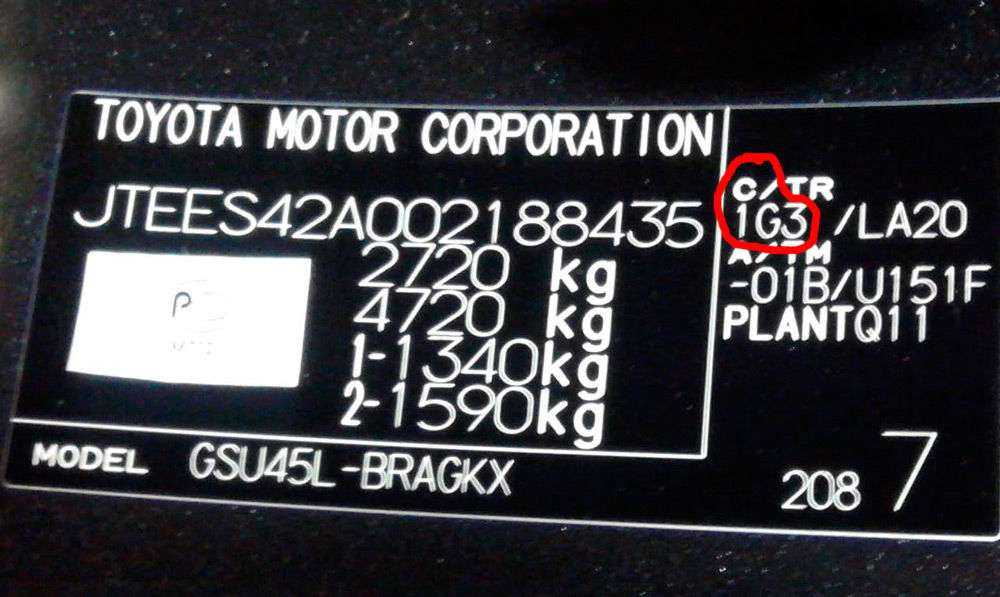 TOYOTA MOTOR CORPORATION
JTEES42A002188435
2720 kg
4720 kg
1-1340kg
2-1590kg
MODEL GSU45L-BRAGKX
C/TR
1G3 /LA20
A/TM
-01B/U151F
PLANTQ11
208 7